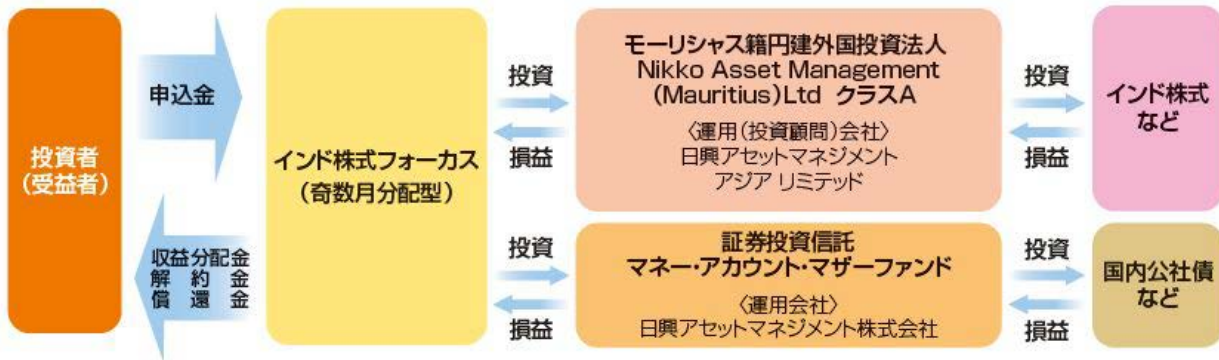 投資者
(受益者)
申込金
収益分配金
解約金
償還金
インド株式フォーカス
(奇数月分配型)
投資
損益
モーリシャス籍円建外国投資法人
Nikko Asset Management
(Mauritius)Ltd クラスA
〈運用(投資顧問)会社〉
日興アセットマネジメント
アジア リミテッド
投資
損益
インド株式
など
投資
損益
証券投資信託
マネー・アカウント・マザーファンド
〈運用会社〉
日興アセットマネジメント株式会社
投資
損益
国内公社債
など